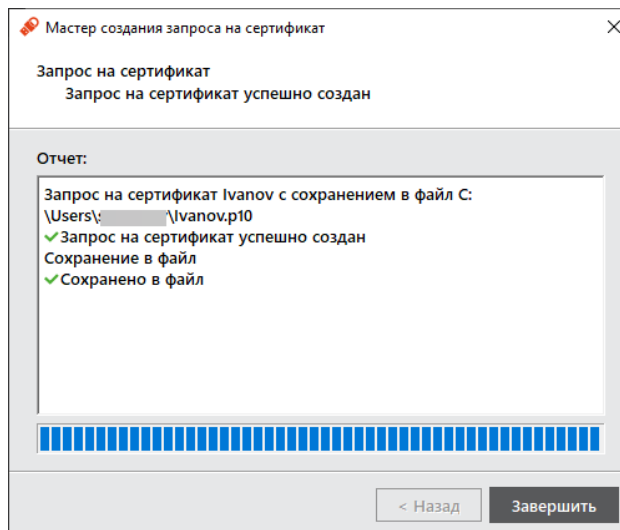 Мастер создания запроса на сертификат
Запрос на сертификат
Запрос на сертификат успешно создан
Отчет:
Запрос на сертификат Ivanov с сохранением в файл C:
\Users\ \Ivanov.p10
Запрос на сертификат успешно создан
Сохранение в файл
Сохранено в файл
< Назад
Завершить